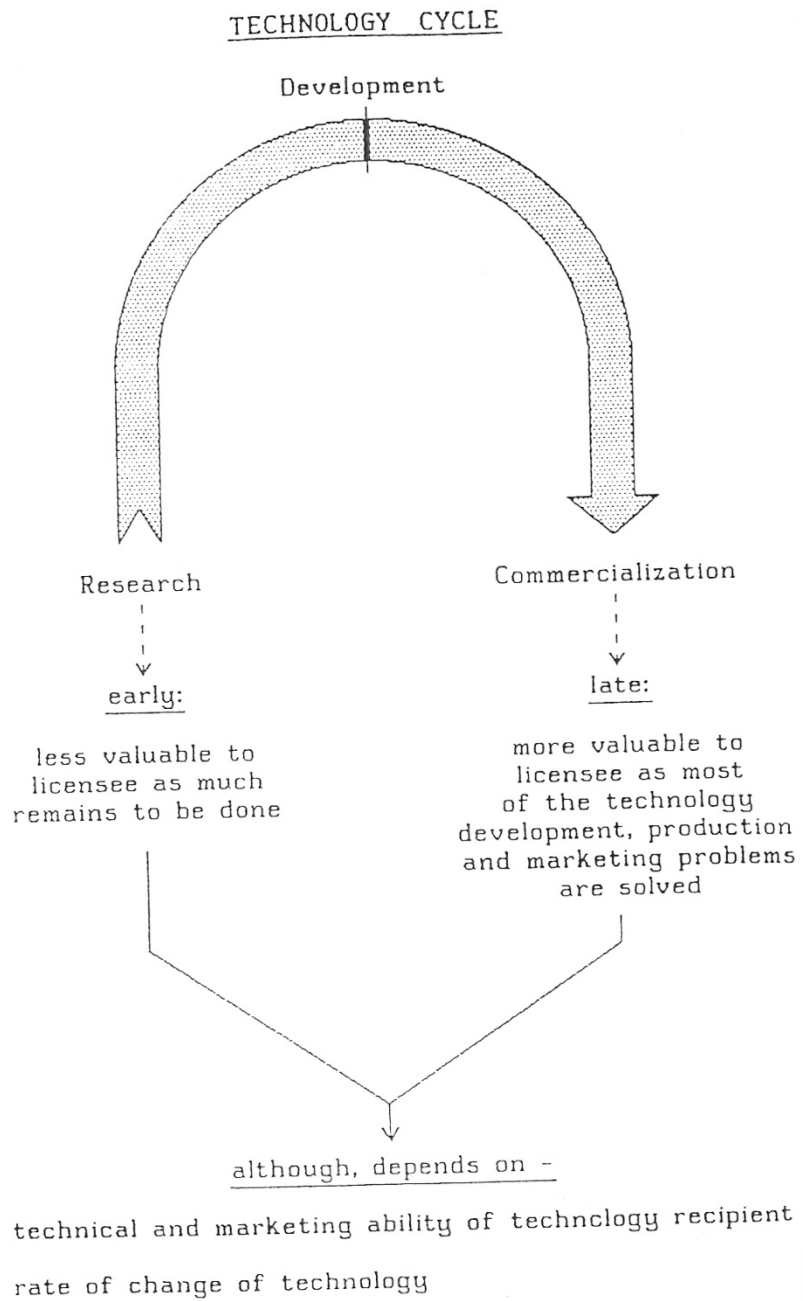 TECHNOLOGY CYCLE
Development
Research
Commercialization
early:
less valuable to
licensee as much
remains to be done
late:
more valuable to
licensee as most
of the technology
development, production
and marketing problems
are solved
although, depends on -
technical and marketing ability of technclogy recipient
rate of change of technology